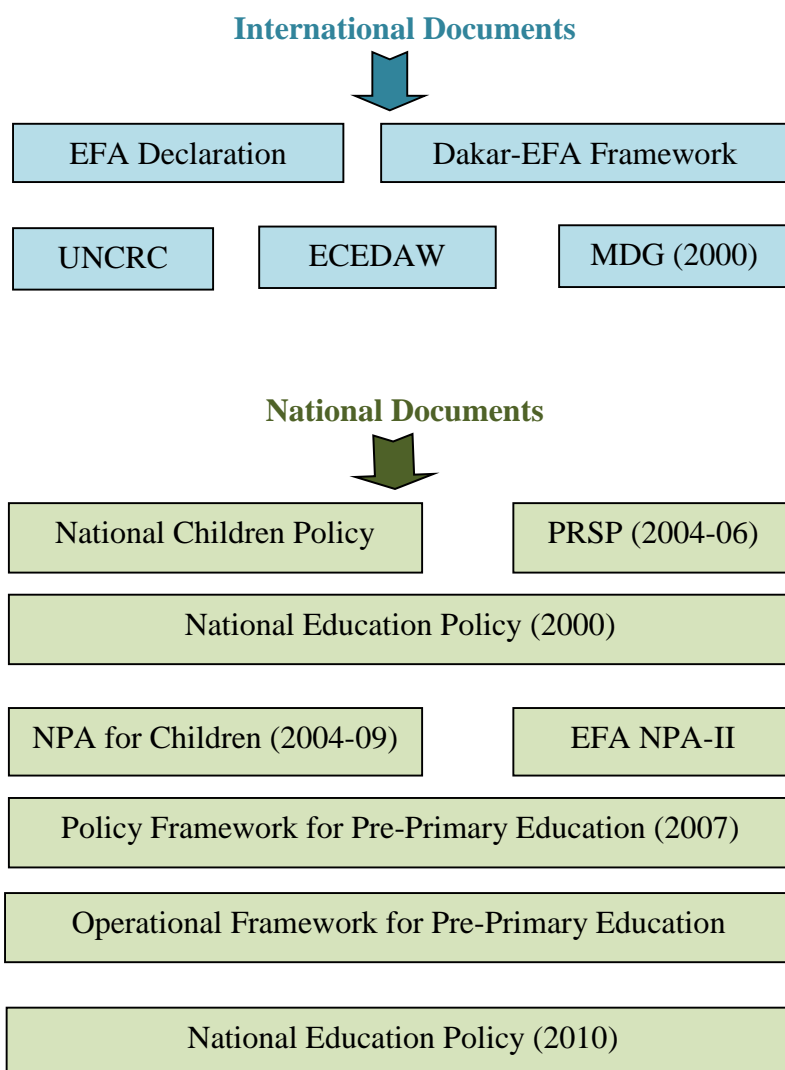 International Documents
EFA Declaration
Dakar-EFA Framework
UNCRC
ECEDAW
MDG (2000)
National Documents
National Children Policy
PRSP (2004-06)
National Education Policy (2000)
NPA for Children (2004-09)
EFA NPA-II
Policy Framework for Pre-Primary Education (2007)
Operational Framework for Pre-Primary Education
National Education Policy (2010)